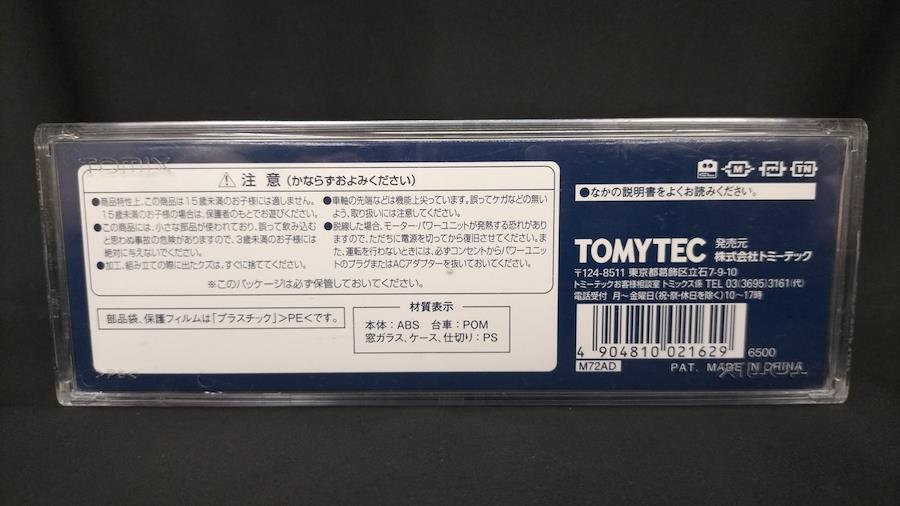 TOMIX
⚠ 注 意 (かならずおよみください)
●商品特性上、この商品は15歳未満のお子様には適しません。
15歳未満のお子様の場合は、保護者のもとでお遊びください。
●この商品には、小さな部品が使われており、誤って飲み込む
と思わぬ事故の危険がありますので、3歳未満のお子様には
絶対に与えないでください。
●加工、組み立ての際に出たクズは、すぐに捨ててください。
●車軸の先端などは機能上尖っています。誤ってケガなどの無い
よう、取り扱いには注意してください。
●脱線した場合、モーター・パワーユニットが発熱する恐れがあり
ますので、ただちに電源を切ってから復旧させてください。ま
た、運転を行わないときには、必ずコンセントからパワーユニッ
トのプラグまたはACアダプターを抜いておいてください。
※このパッケージは必ず保管しておいてください。
部品袋、保護フィルムは「プラスチック」>PE<です。
材質表示
本体:ABS 台車:POM
窓ガラス、ケース、仕切り:PS
>PS<
M
TN
●なかの説明書をよくお読みください。
TOMYTEC 発売元
株式会社トミーテック
〒124-8511 東京都葛飾区立石7-9-10
トミーテックお客様相談室 トミックス係 TEL 03(3695)3161(代)
電話受付 月〜金曜日(祝・祭・休日を除く)10〜17時
4 904810 021629
6500
M72AD
PAT. MADE IN CHINA